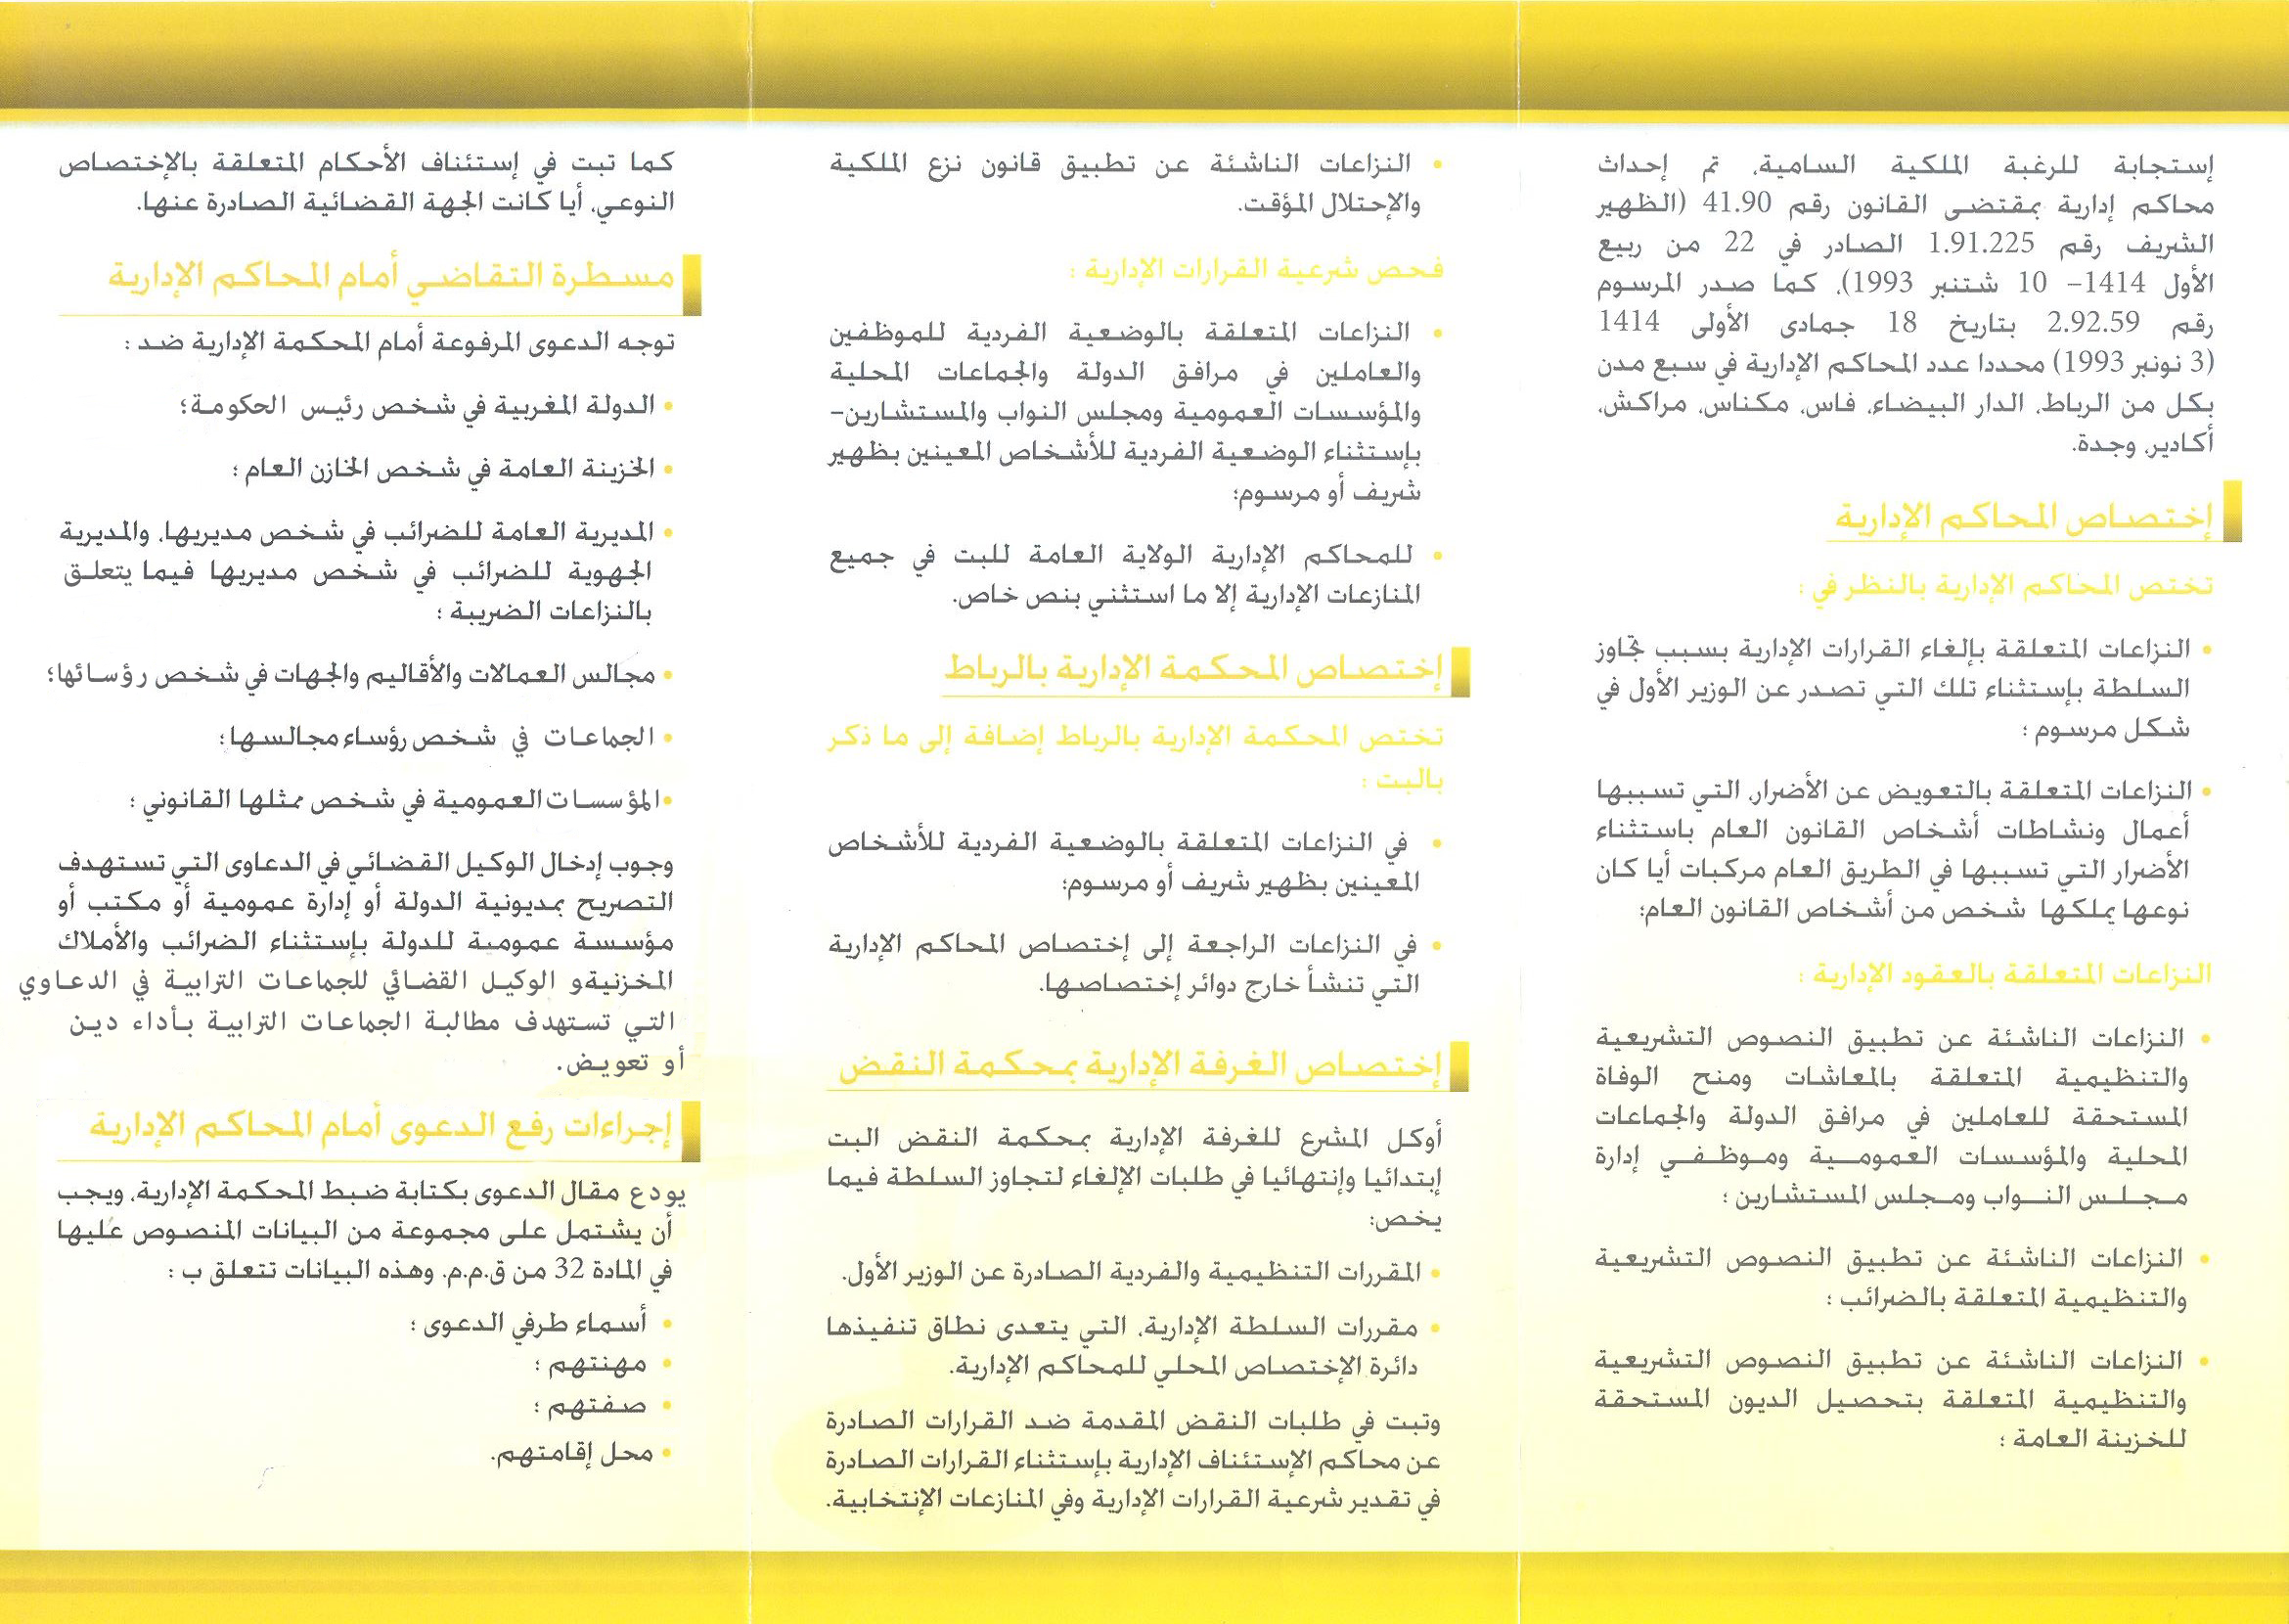 إستجابة للرغبة الملكية السامية، تم إحداث
محاكم إدارية بمقتضى القانون رقم 41.90 (الظهير
الشريف رقم 1.91.225 الصادر في 22 من ربيع
الأول 1414– 10 شتنبر 1993)، كما صدر المرسوم
رقم 2.92.59 بتاريخ 18 جمادى الأولى 1414
(3 نونبر 1993) محددا عدد المحاكم الإدارية في سبع مدن
بكل من الرباط، الدار البيضاء، فاس، مكناس، مراكش،
أكادير، وجدة.
إختصاص المحاكم الإدارية
تختص المحاكم الإدارية بالنظر في :
• النزاعات المتعلقة بإلغاء القرارات الإدارية بسبب تجاوز
السلطة بإستثناء تلك التي تصدر عن الوزير الأول في
شكل مرسوم ؛
• النزاعات المتعلقة بالتعويض عن الأضرار، التي تسببها
أعمال ونشاطات أشخاص القانون العام باستثناء
الأضرار التي تسببها في الطريق العام مركبات أيا كان
نوعها يملكها شخص من أشخاص القانون العام؛
النزاعات المتعلقة بالعقود الإدارية :
• النزاعات الناشئة عن تطبيق النصوص التشريعية
والتنظيمية المتعلقة بالمعاشات ومنح الوفاة
المستحقة للعاملين في مرافق الدولة والجماعات
المحلية والمؤسسات العمومية وموظفي إدارة
مجلس النواب ومجلس المستشارين ؛
• النزاعات الناشئة عن تطبيق النصوص التشريعية
والتنظيمية المتعلقة بالضرائب ؛
• النزاعات الناشئة عن تطبيق النصوص التشريعية
والتنظيمية المتعلقة بتحصيل الديون المستحقة
للخزينة العامة ؛
• النزاعات الناشئة عن تطبيق قانون نزع الملكية
والإحتلال المؤقت.
فحص شرعية القرارات الإدارية :
• النزاعات المتعلقة بالوضعية الفردية للموظفين
والعاملين في مرافق الدولة والجماعات المحلية
والمؤسسات العمومية ومجلس النواب والمستشارين–
بإستثناء الوضعية الفردية للأشخاص المعينين بظهير
شريف أو مرسوم؛
• للمحاكم الإدارية الولاية العامة للبت في جميع
المنازعات الإدارية إلا ما استثني بنص خاص.
إختصاص المحكمة الإدارية بالرباط
تختص المحكمة الإدارية بالرباط إضافة إلى ما ذكر
بالبت :
• في النزاعات المتعلقة بالوضعية الفردية للأشخاص
المعينين بظهير شريف أو مرسوم؛
• في النزاعات الراجعة إلى إختصاص المحاكم الإدارية
التي تنشأ خارج دوائر إختصاصها.
إختصاص الغرفة الإدارية بمحكمة النقض
أوكل المشرع للغرفة الإدارية بمحكمة النقض البت
إبتدائيا وإنتهائيا في طلبات الإلغاء لتجاوز السلطة فيما
يخص:
• المقررات التنظيمية والفردية الصادرة عن الوزير الأول.
• مقررات السلطة الإدارية، التي يتعدى نطاق تنفيذها
دائرة الإختصاص المحلي للمحاكم الإدارية.
وتبت في طلبات النقض المقدمة ضد القرارات الصادرة
عن محاكم الإستئناف الإدارية بإستثناء القرارات الصادرة
في تقدير شرعية القرارات الإدارية وفي المنازعات الإنتخابية.
كما تبت في إستئناف الأحكام المتعلقة بالإختصاص
النوعي، أيا كانت الجهة القضائية الصادرة عنها.
مسطرة التقاضي أمام المحاكم الإدارية
توجه الدعوى المرفوعة أمام المحكمة الإدارية ضد :
• الدولة المغربية في شخص رئيس الحكومة؛
• الخزينة العامة في شخص الخازن العام ؛
• المديرية العامة للضرائب في شخص مديريها، والمديرية
الجهوية للضرائب في شخص مديريها فيما يتعلق
بالنزاعات الضريبة ؛
• مجالس العمالات والأقاليم والجهات في شخص رؤسائها؛
• الجماعات في شخص رؤساء مجالسها؛
• المؤسسات العمومية في شخص ممثلها القانوني ؛
وجوب إدخال الوكيل القضائي في الدعاوى التي تستهدف
التصريح بمديونية الدولة أو إدارة عمومية أو مكتب أو
مؤسسة عمومية للدولة بإستثناء الضرائب والأملاك
المخزنيةو الوكيل القضائي للجماعات الترابية في الدعاوي
التي تستهدف مطالبة الجماعات الترابية بأداء دين
أو تعويض.
إجراءات رفع الدعوى أمام المحاكم الإدارية
يودع مقال الدعوى بكتابة ضبط المحكمة الإدارية، ويجب
أن يشتمل على مجموعة من البيانات المنصوص عليها
في المادة 32 من ق.م.م. وهذه البيانات تتعلق ب :
• أسماء طرفي الدعوى ؛
• مهنتهم ؛
• صفتهم ؛
• محل إقامتهم.